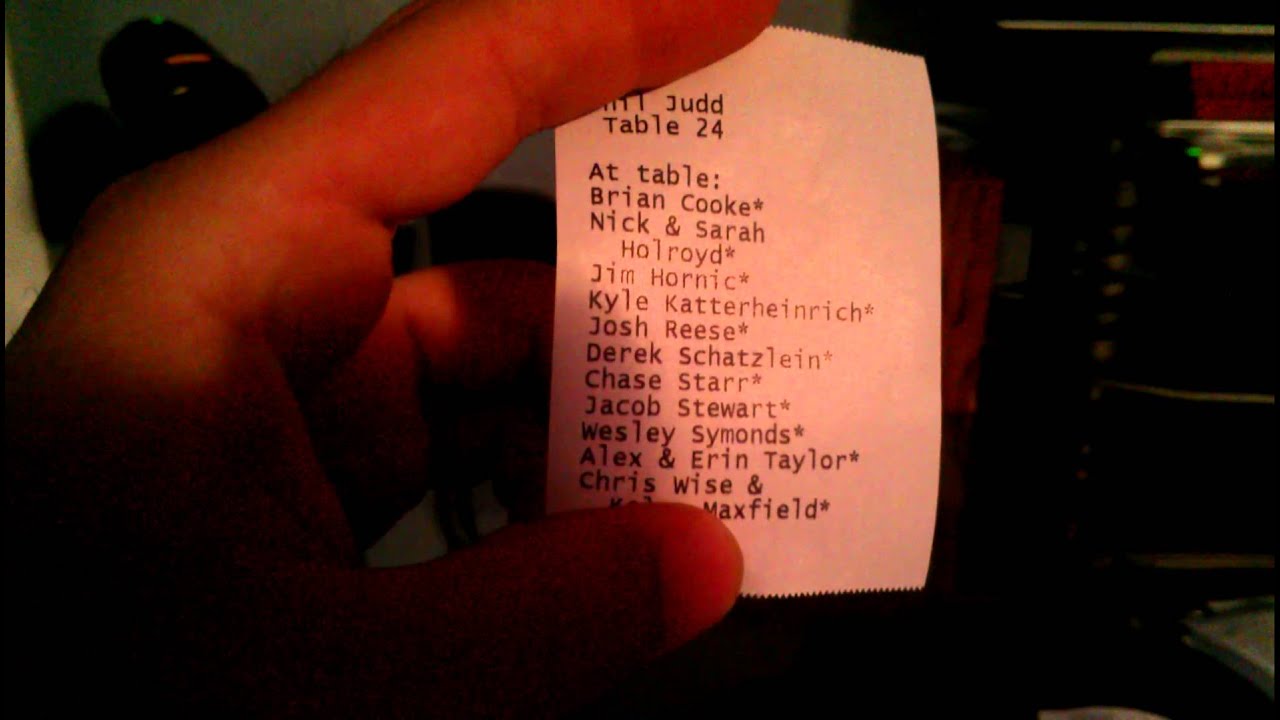 Judd
Table 24
At table:
Brian Cooke*
Nick & Sarah
Holroyd*
Jim Hornic*
Kyle Katterheinrich*
Josh Reese*
Derek Schatzlein*
Chase Starr*
Jacob Stewart*
Wesley Symonds*
Alex & Erin Taylor*
Chris Wise &
Maxfield*